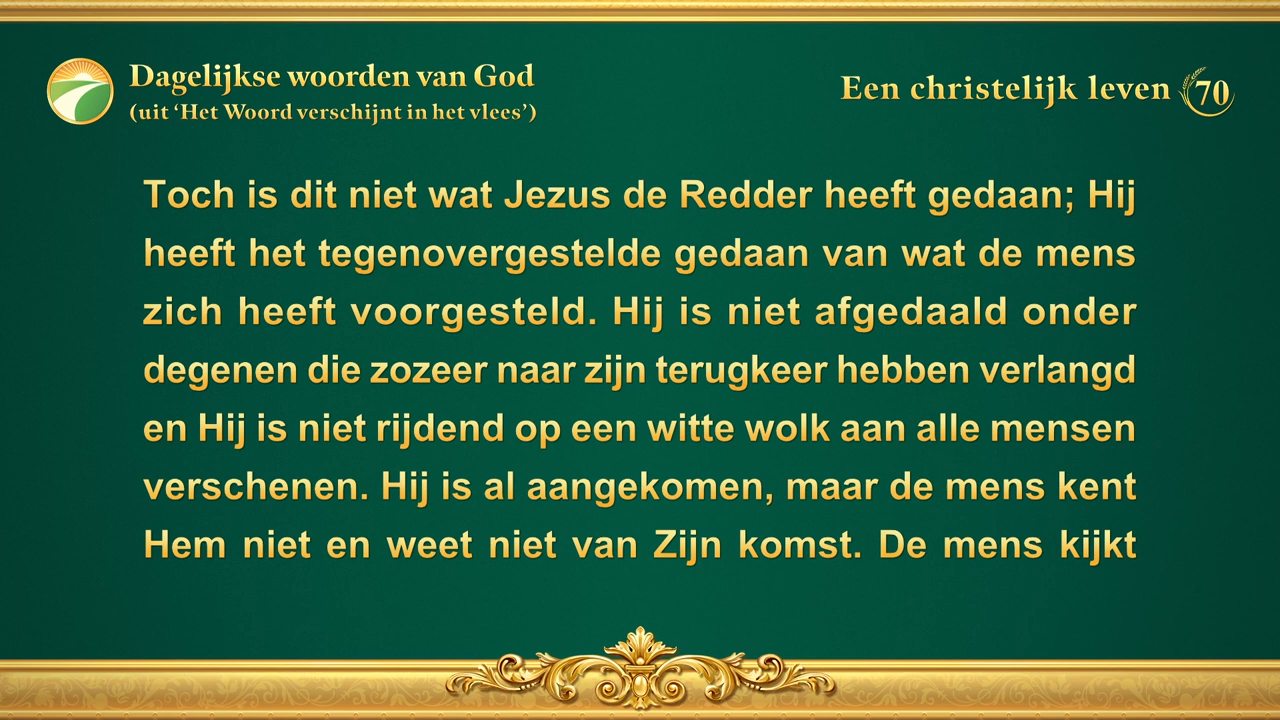 Dagelijkse woorden van God
(uit ‘Het Woord verschijnt in het vlees’)
Een christelijk leven 70
Toch is dit niet wat Jezus de Redder heeft gedaan; Hij
heeft het tegenovergestelde gedaan van wat de mens
zich heeft voorgesteld. Hij is niet afgedaald onder
degenen die zozeer naar zijn terugkeer hebben verlangd
en Hij is niet rijdend op een witte wolk aan alle mensen
verschenen. Hij is al aangekomen, maar de mens kent
Hem niet en weet niet van Zijn komst. De mens kijkt